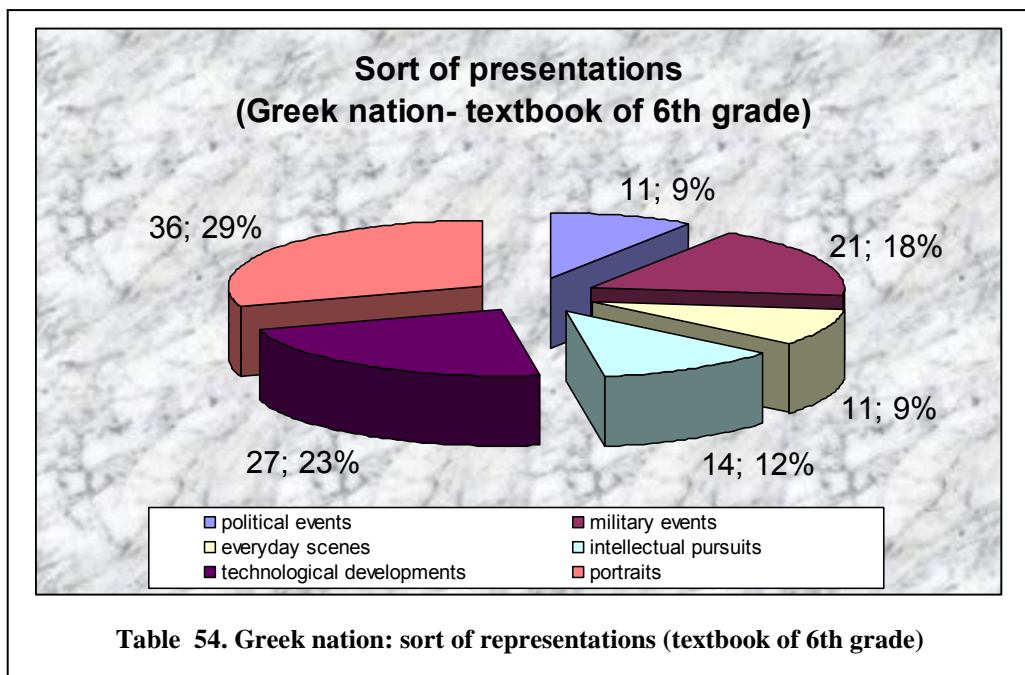 Sort of presentations
(Greek nation- textbook of 6th grade)
11; 9%
36; 29%
21; 18%
11; 9%
27; 23%
14; 12%
political events
military events
everyday scenes
intellectual pursuits
technological developments
portraits
Table 54. Greek nation: sort of representations (textbook of 6th grade)